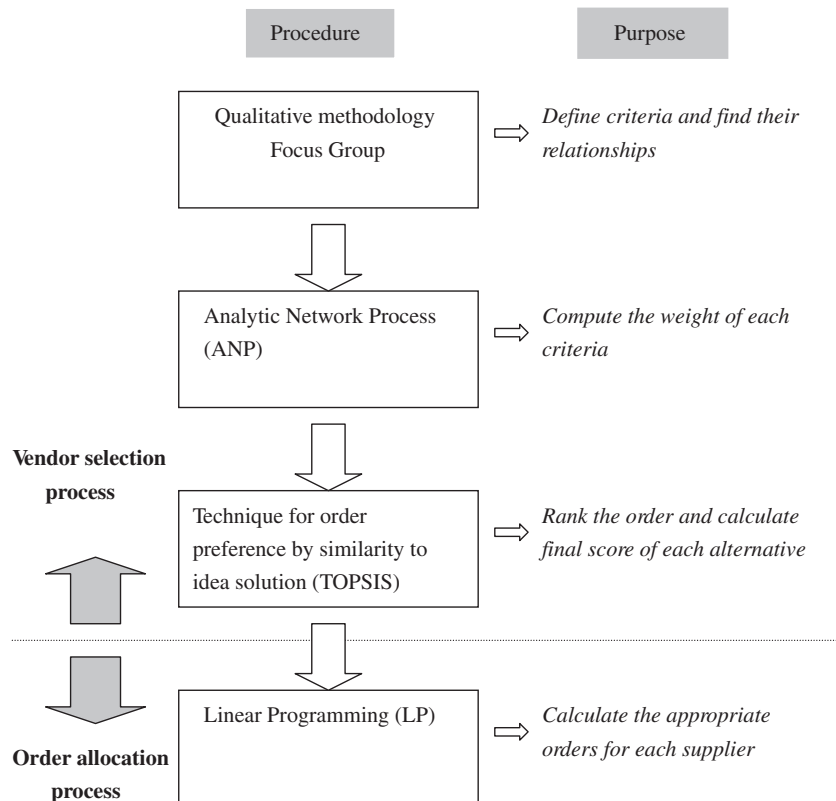 Procedure
Purpose
Qualitative methodology
Focus Group
Define criteria and find their
relationships
Analytic Network Process
(ANP)
Compute the weight of each
criteria
Vendor selection
process
Technique for order
preference by similarity to
idea solution (TOPSIS)
Rank the order and calculate
final score of each alternative
Linear Programming (LP)
Calculate the appropriate
orders for each supplier
Order allocation
process